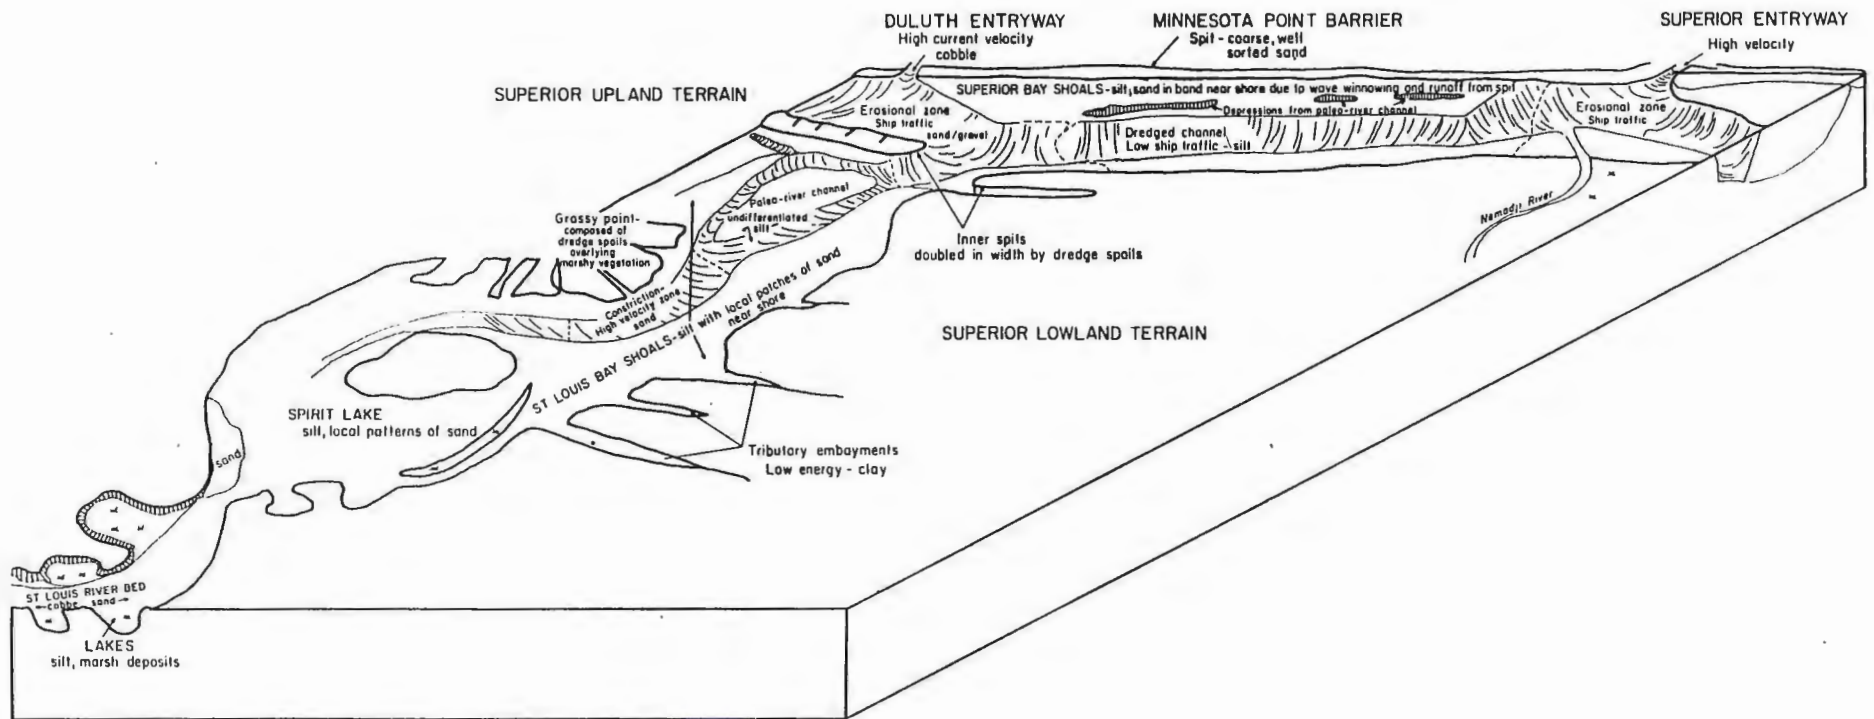 DULUTH ENTRYWAY
High current velocity
cobble
MINNESOTA POINT BARRIER
Spit - coarse, well
sorted sand
SUPERIOR ENTRYWAY
High velocity
SUPERIOR UPLAND TERRAIN
SUPERIOR BAY SHOALS - silt, sand in band near shore due to wave winnowing and runoff from spit
Depressions from paleo-river channel
Erosional zone
Ship traffic
sand/gravel
Dredged channel
Low ship traffic - silt
Erosional zone
Ship traffic
Paleo-river channel
undifferentiated
silt
Grassy point-
composed of
dredge spoils
overlying
marshy vegetation
Inner spits
doubled in width by dredge spoils
Nemadji River
Constriction-
High velocity zone
sand
ST LOUIS BAY SHOALS - silt with local patches of sand
near shore
SUPERIOR LOWLAND TERRAIN
SPIRIT LAKE
silt, local patterns of sand
Tributary embayments
Low energy - clay
sand
ST LOUIS RIVER BED
sand
LAKES
silt, marsh deposits